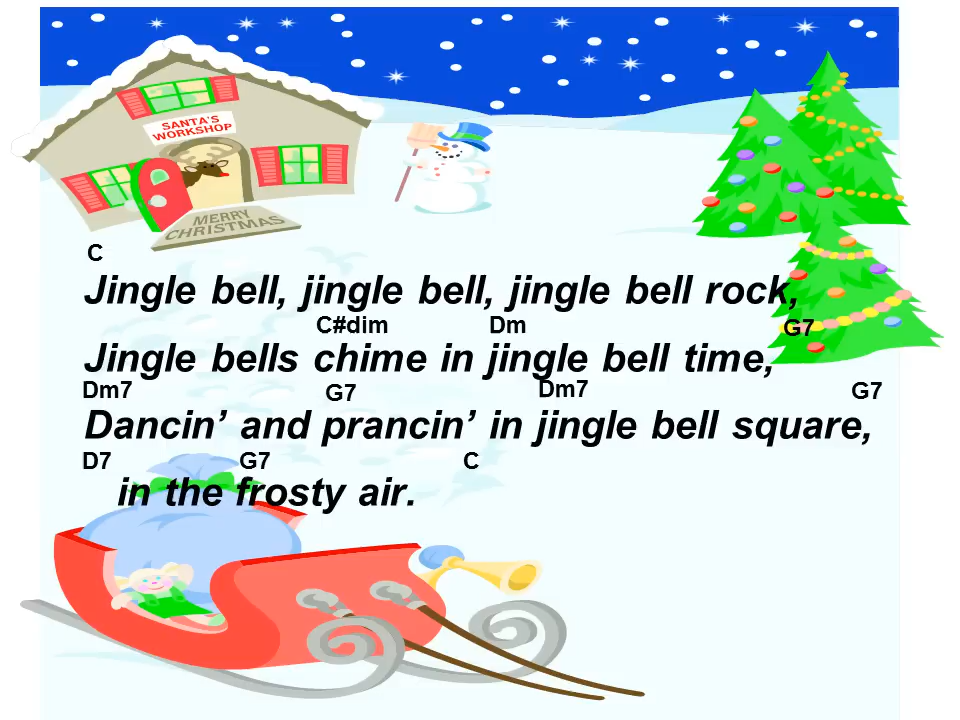 SANTA'S
WORKSHOP
MERRY
CHRISTMAS
C
Jingle bell, jingle bell, jingle bell rock,
C#dim Dm G7
Jingle bells chime in jingle bell time,
Dm7 G7 Dm7 G7
Dancin’ and prancin’ in jingle bell square,
D7 G7 C
in the frosty air.